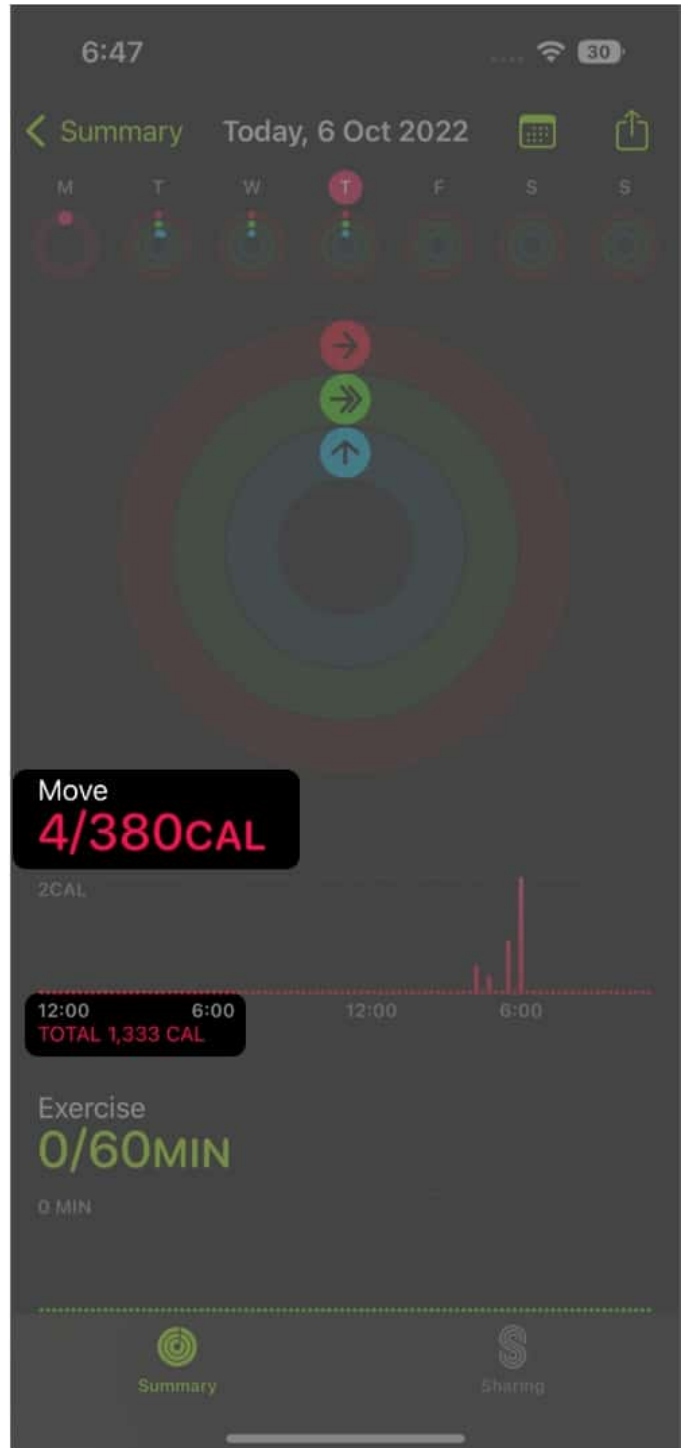 6:47 30
Summary Today, 6 Oct 2022
M T W T F S S
Move
4/380CAL
2CAL
12:00 6:00 12:00 6:00
TOTAL 1,333 CAL
Exercise
0/60MIN
0 MIN
Summary Sharing